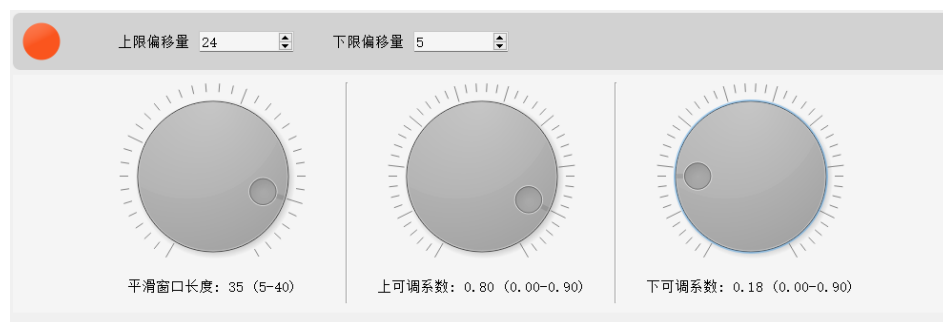 上限偏移量 24 下限偏移量 5
平滑窗口长度: 35 (5-40) 上可调系数: 0.80 (0.00-0.90) 下可调系数: 0.18 (0.00-0.90)